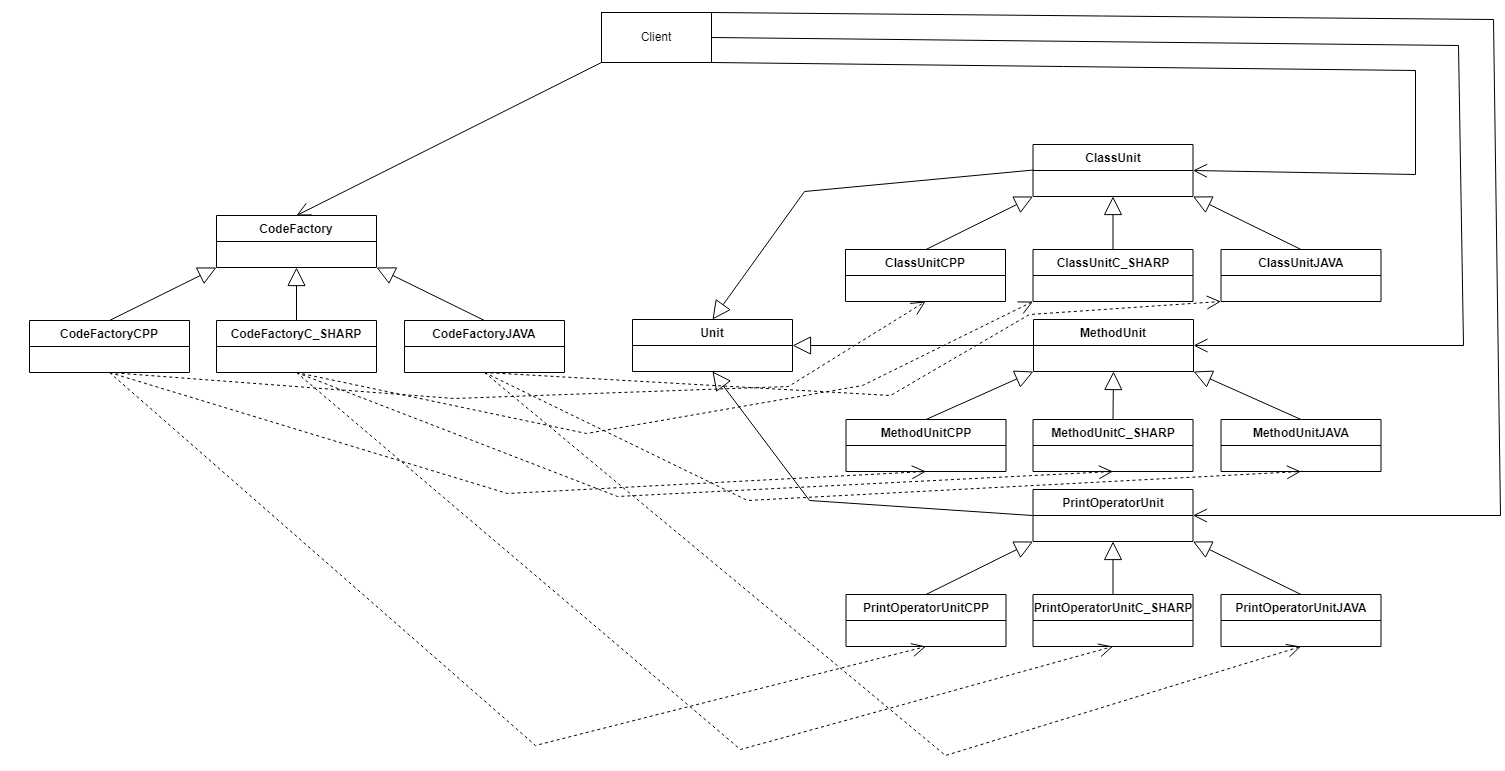 Client
ClassUnit
CodeFactory
ClassUnitCPP
ClassUnitC_SHARP
ClassUnitJAVA
CodeFactoryCPP
CodeFactoryC_SHARP
CodeFactoryJAVA
Unit
MethodUnit
MethodUnitCPP
MethodUnitC_SHARP
MethodUnitJAVA
PrintOperatorUnit
PrintOperatorUnitCPP
PrintOperatorUnitC_SHARP
PrintOperatorUnitJAVA